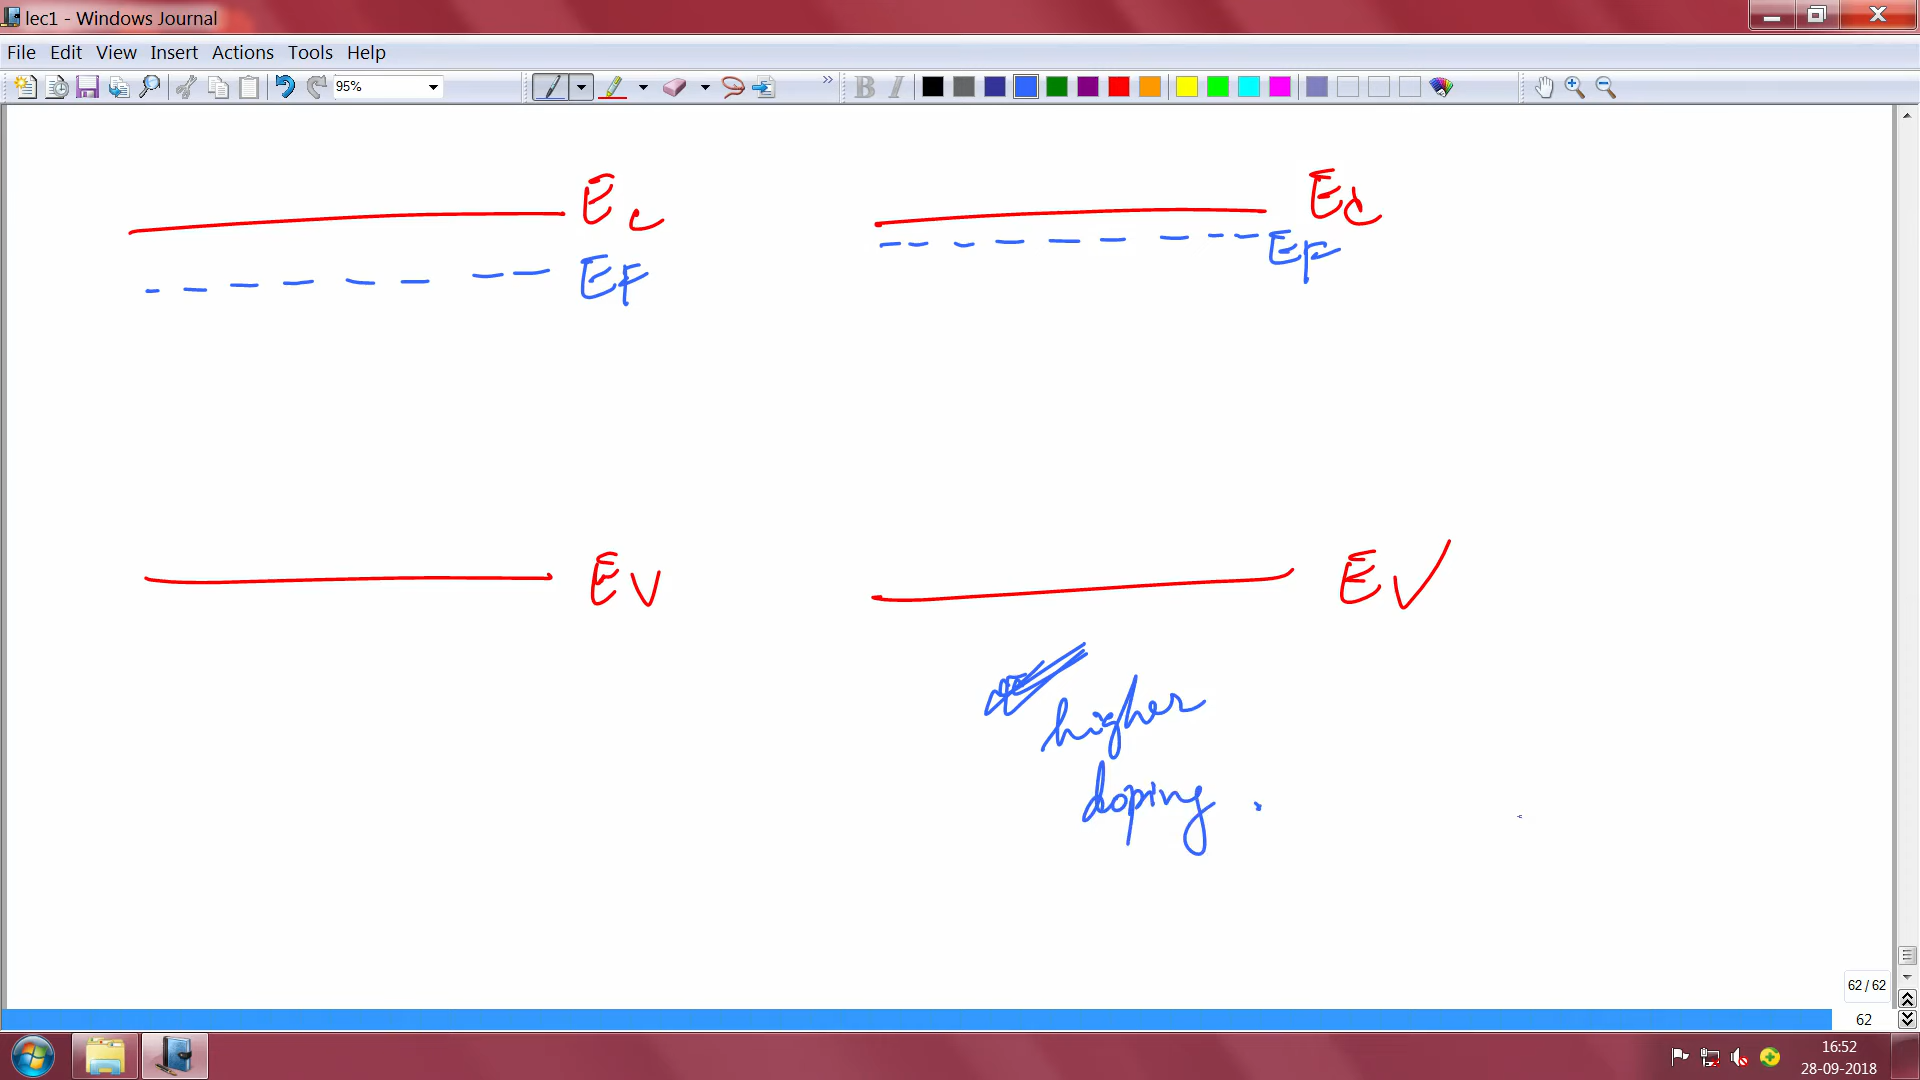 lec1 - Windows Journal
File Edit View Insert Actions Tools Help
95%
B I
Ec
EF
Ec
EF
Ev
Ev
higher
doping .
62 / 62
62
16:52
28-09-2018